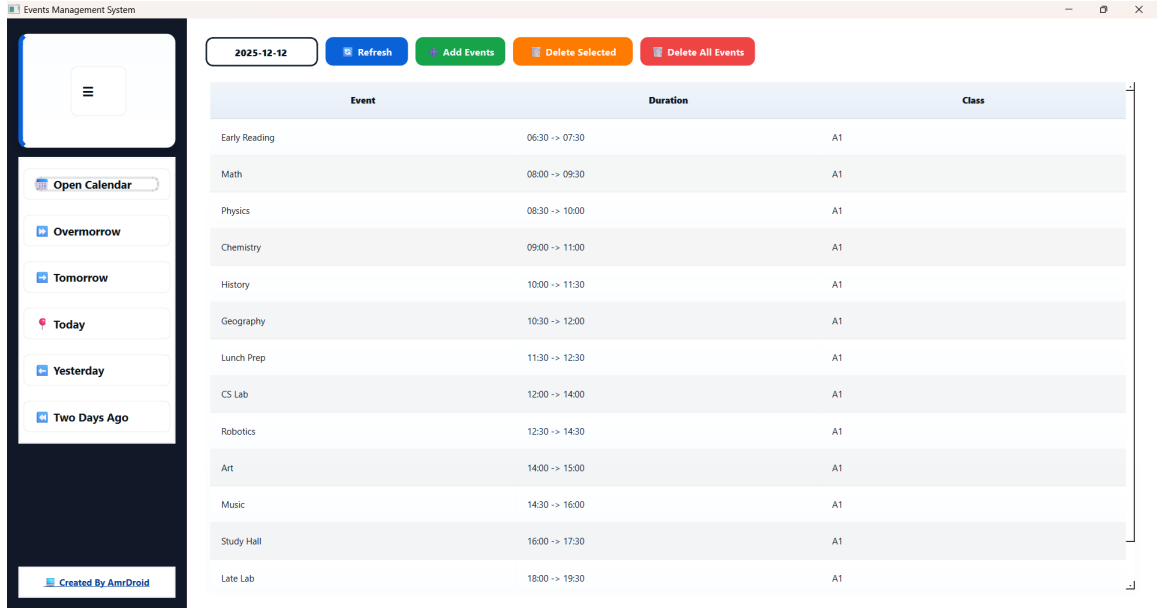 Events Management System
☰
Open Calendar
Overmorrow
Tomorrow
Today
Yesterday
Two Days Ago
Created By AmrDroid
2025-12-12 Refresh Add Events Delete Selected Delete All Events
Event Duration Class
Early Reading 06:30 -> 07:30 A1
Math 08:00 -> 09:30 A1
Physics 08:30 -> 10:00 A1
Chemistry 09:00 -> 11:00 A1
History 10:00 -> 11:30 A1
Geography 10:30 -> 12:00 A1
Lunch Prep 11:30 -> 12:30 A1
CS Lab 12:00 -> 14:00 A1
Robotics 12:30 -> 14:30 A1
Art 14:00 -> 15:00 A1
Music 14:30 -> 16:00 A1
Study Hall 16:00 -> 17:30 A1
Late Lab 18:00 -> 19:30 A1